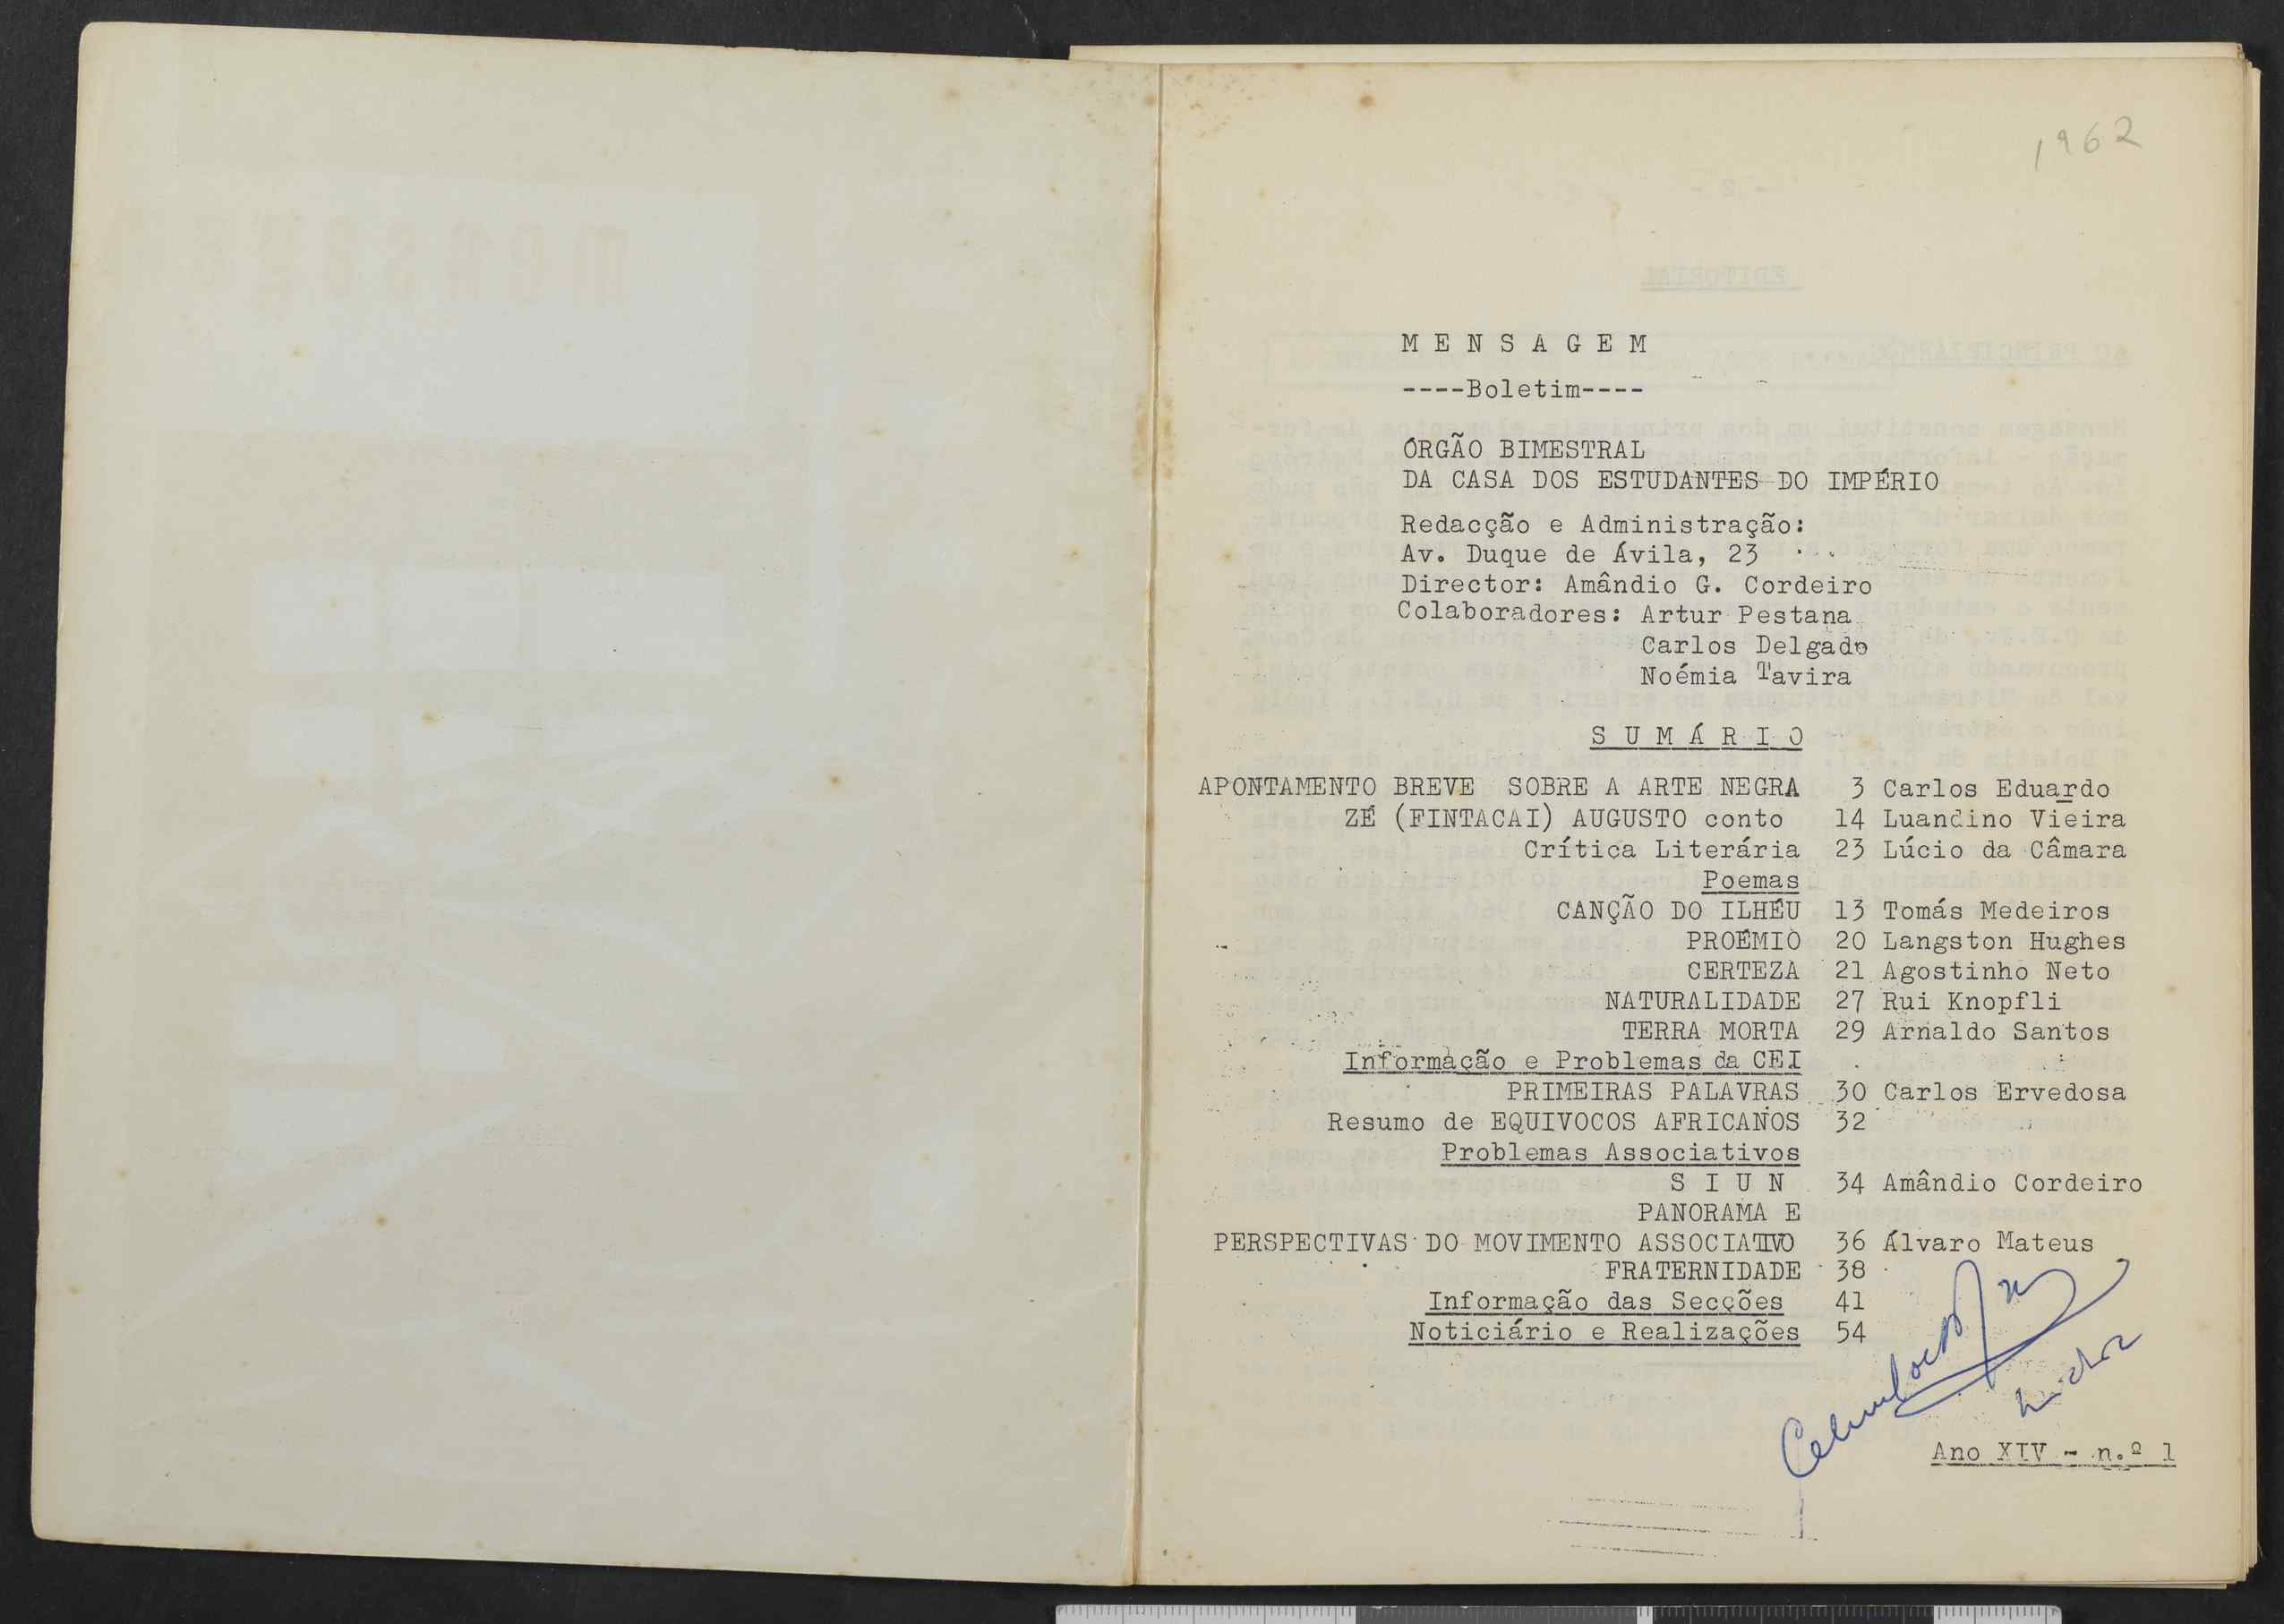 1962
M E N S A G E M
----Boletim----
ÓRGÃO BIMESTRAL
DA CASA DOS ESTUDANTES DO IMPÉRIO
Redacção e Administração:
Av. Duque de Ávila, 23
Director: Amândio G. Cordeiro
Colaboradores: Artur Pestana
Carlos Delgado
Noémia Tavira
S U M Á R I O
APONTAMENTO BREVE SOBRE A ARTE NEGRA 3 Carlos Eduardo
ZÉ (FINTACAI) AUGUSTO conto 14 Luandino Vieira
Crítica Literária 23 Lúcio da Câmara
Poemas
CANÇÃO DO ILHÉU 13 Tomás Medeiros
PROÉMIO 20 Langston Hughes
CERTEZA 21 Agostinho Neto
NATURALIDADE 27 Rui Knopfli
TERRA MORTA 29 Arnaldo Santos
Informação e Problemas da CEI
PRIMEIRAS PALAVRAS 30 Carlos Ervedosa
Resumo de EQUIVOCOS AFRICANOS 32
Problemas Associativos
S I U N 34 Amândio Cordeiro
PANORAMA E
PERSPECTIVAS DO MOVIMENTO ASSOCIATIVO 36 Álvaro Mateus
FRATERNIDADE 38
Informação das Secções 41
Noticiário e Realizações 54
Ano XIV - n.º 1